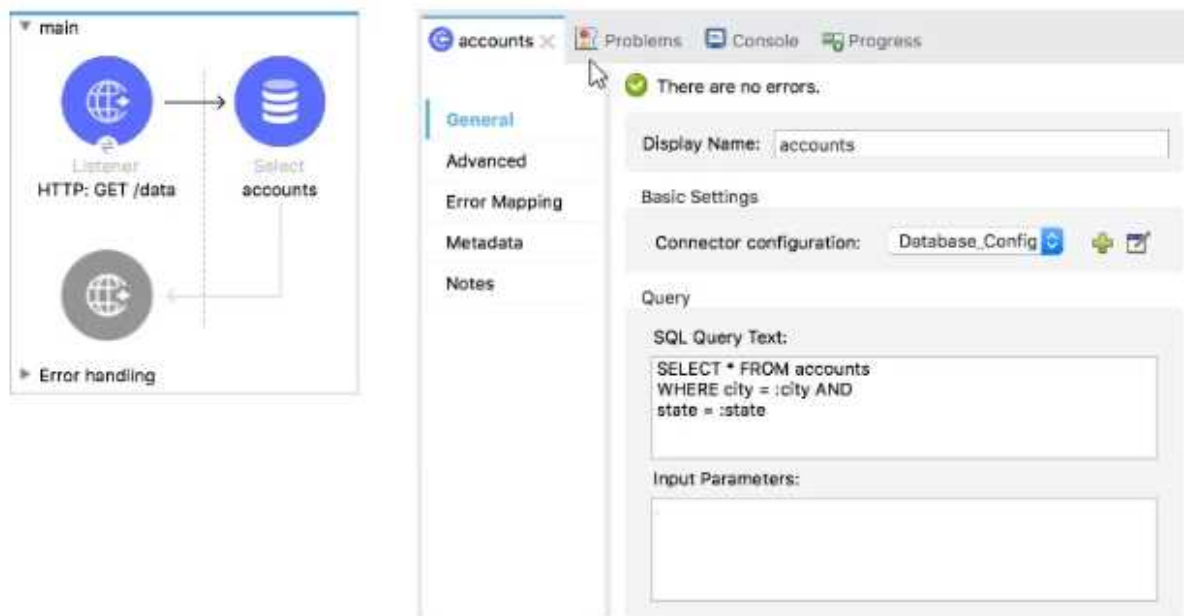 main
Listener
HTTP: GET /data
Select
accounts
Error handling
accounts
Problems
Console
Progress
General
Advanced
Error Mapping
Metadata
Notes
There are no errors.
Display Name:
accounts
Basic Settings
Connector configuration:
Database_Config
Query
SQL Query Text:
SELECT * FROM accounts
WHERE city = :city AND
state = :state
Input Parameters: